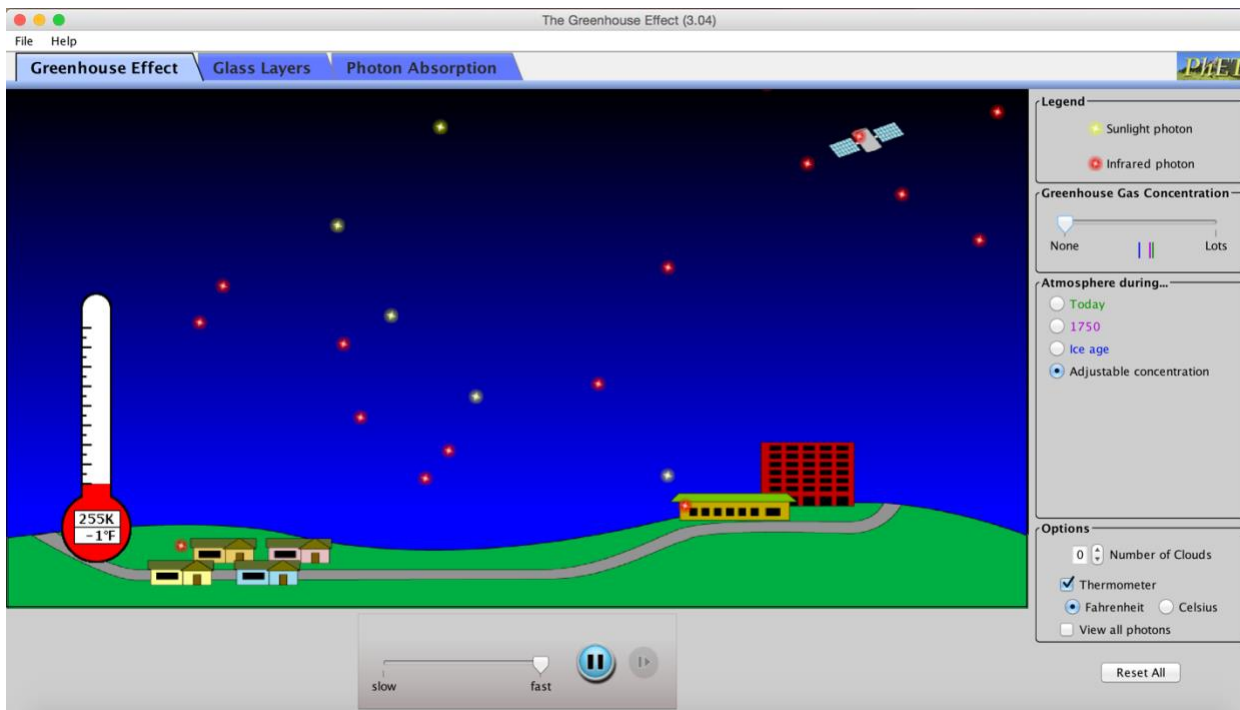 The Greenhouse Effect (3.04)
File Help
Greenhouse Effect Glass Layers Photon Absorption
PhET
Legend
Sunlight photon
Infrared photon
Greenhouse Gas Concentration
None Lots
Atmosphere during...
Today
1750
Ice age
Adjustable concentration
255K
-1°F
Options
0 Number of Clouds
Thermometer
Fahrenheit Celsius
View all photons
slow fast
Reset All